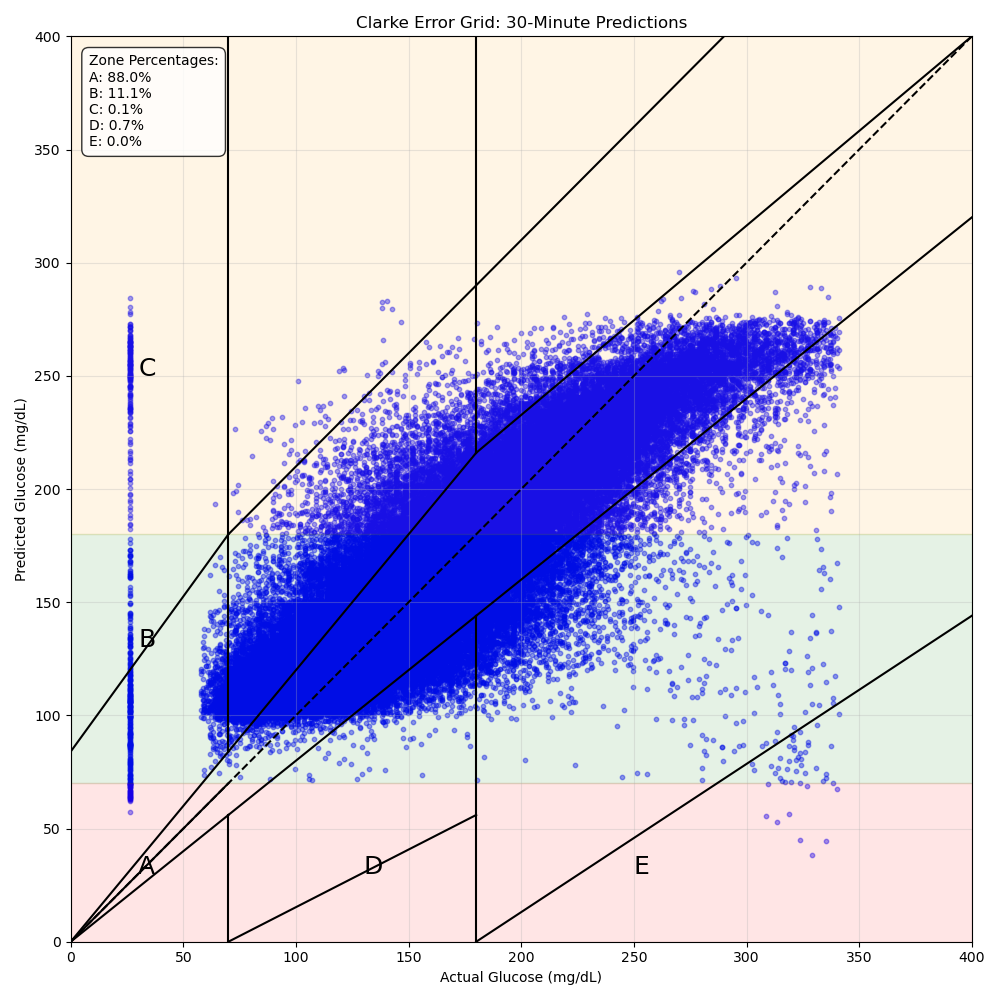 Clarke Error Grid: 30-Minute Predictions
Zone Percentages:
A: 88.0%
B: 11.1%
C: 0.1%
D: 0.7%
E: 0.0%
400
350
300
250
200
150
100
50
0
Predicted Glucose (mg/dL)
C
B
A
D
E
0
50
100
150
200
250
300
350
400
Actual Glucose (mg/dL)